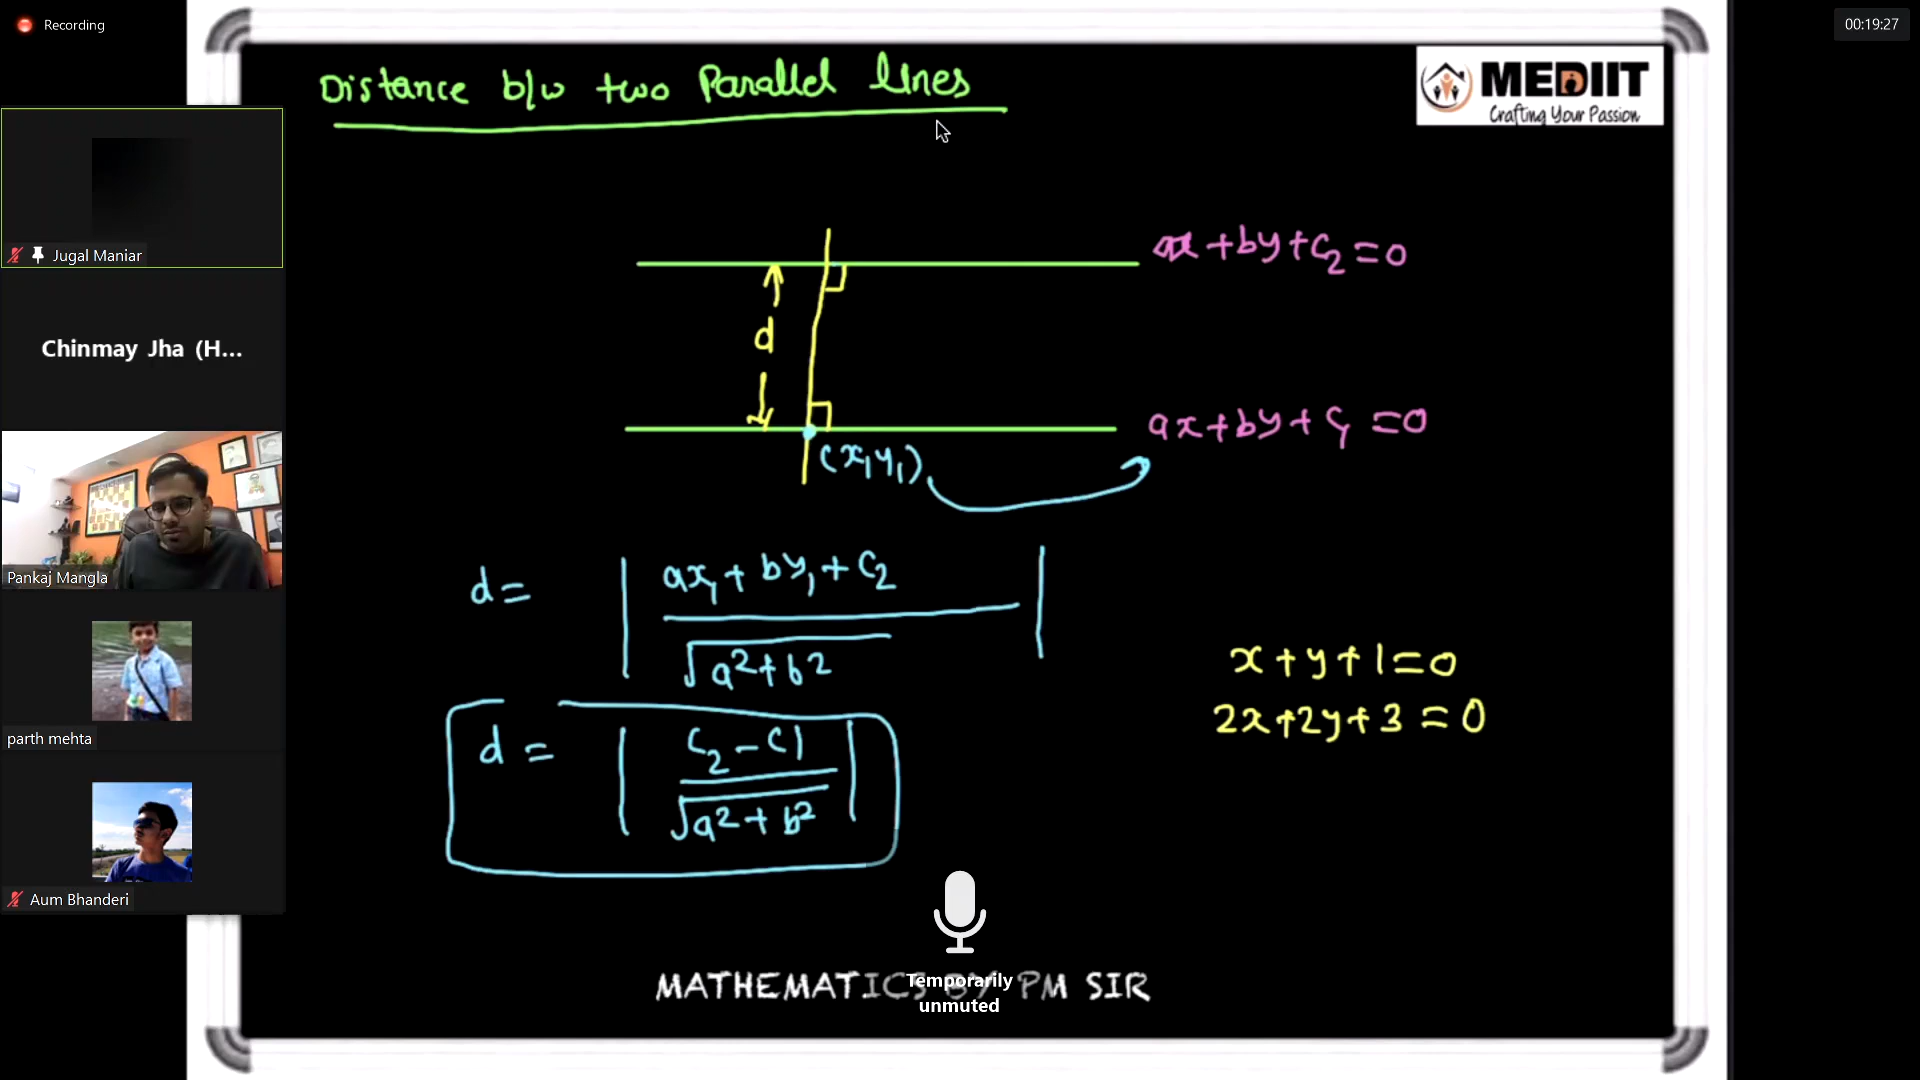 Recording
00:19:27
Distance b/w two Parallel lines
MEDIIT
Crafting Your Passion
Jugal Maniar
ax+by+c₂=0
Chinmay Jha (H...
d
ax+by+c₁=0
(x₁y₁)
Pankaj Mangla
d= | ax₁+by₁+c₂ / √a²+b² |
x+y+1=0
2x+2y+3=0
parth mehta
d = | c₂-c1 / √a²+b² |
Aum Bhanderi
MATHEMATICS BY PM SIR
Temporarily
unmuted